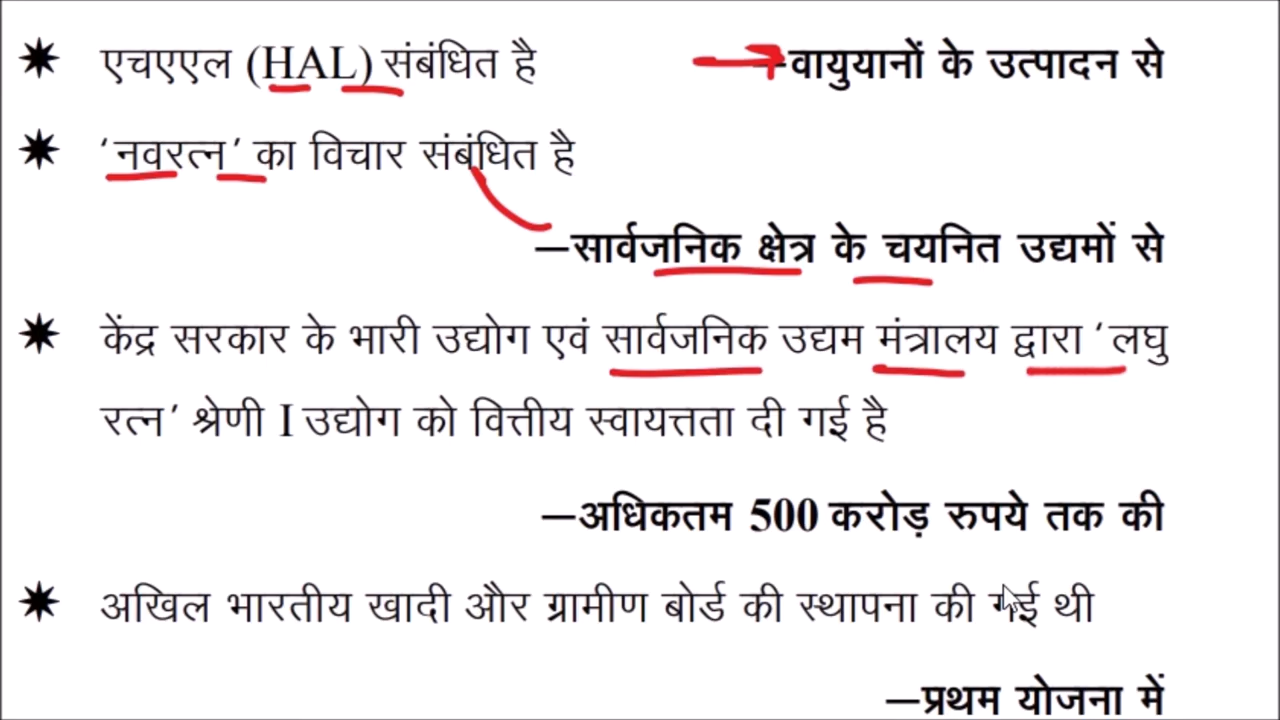 ✷ एचएएल (HAL) संबंधित है —वायुयानों के उत्पादन से
✷ ‘नवरत्न’ का विचार संबंधित है
—सार्वजनिक क्षेत्र के चयनित उद्यमों से
✷ केंद्र सरकार के भारी उद्योग एवं सार्वजनिक उद्यम मंत्रालय द्वारा ‘लघु
रत्न’ श्रेणी I उद्योग को वित्तीय स्वायत्तता दी गई है
—अधिकतम 500 करोड़ रुपये तक की
✷ अखिल भारतीय खादी और ग्रामीण बोर्ड की स्थापना की गई थी
—प्रथम योजना में